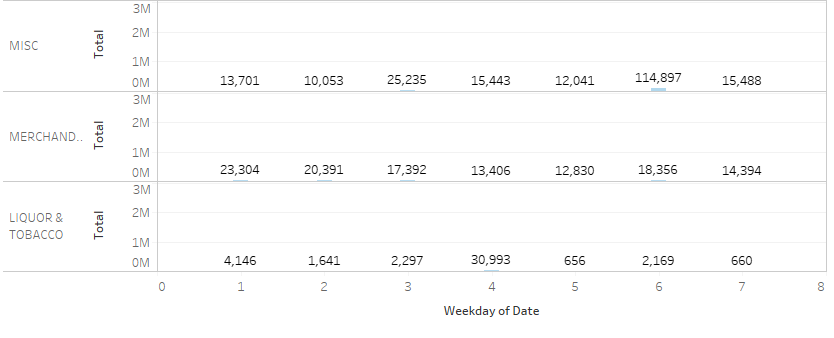 3M
2M
1M
0M
MISC
Total
13,701 10,053 25,235 15,443 12,041 114,897 15,488
3M
2M
1M
0M
MERCHAND..
Total
23,304 20,391 17,392 13,406 12,830 18,356 14,394
3M
2M
1M
0M
LIQUOR &
TOBACCO
Total
4,146 1,641 2,297 30,993 656 2,169 660
0 1 2 3 4 5 6 7 8
Weekday of Date